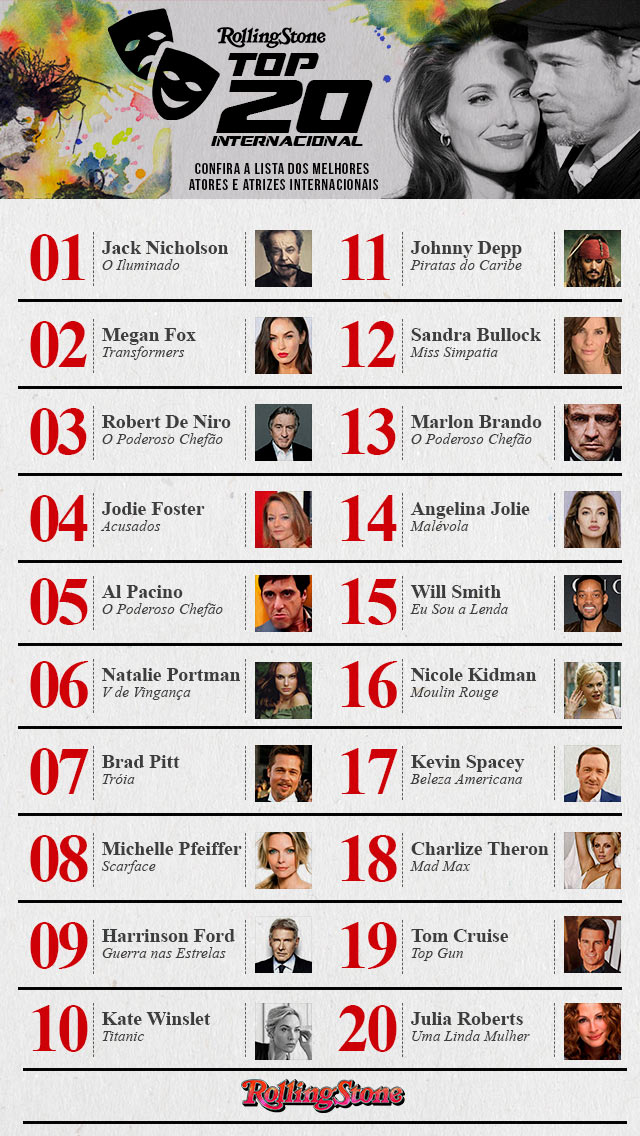 RollingStone
TOP
20
INTERNACIONAL
CONFIRA A LISTA DOS MELHORES
ATORES E ATRIZES INTERNACIONAIS
01
Jack Nicholson
O Iluminado
02
Megan Fox
Transformers
03
Robert De Niro
O Poderoso Chefão
04
Jodie Foster
Acusados
05
Al Pacino
O Poderoso Chefão
06
Natalie Portman
V de Vingança
07
Brad Pitt
Tróia
08
Michelle Pfeiffer
Scarface
09
Harrinson Ford
Guerra nas Estrelas
10
Kate Winslet
Titanic
11
Johnny Depp
Piratas do Caribe
12
Sandra Bullock
Miss Simpatia
13
Marlon Brando
O Poderoso Chefão
14
Angelina Jolie
Malévola
15
Will Smith
Eu Sou a Lenda
16
Nicole Kidman
Moulin Rouge
17
Kevin Spacey
Beleza Americana
18
Charlize Theron
Mad Max
19
Tom Cruise
Top Gun
20
Julia Roberts
Uma Linda Mulher
RollingStone